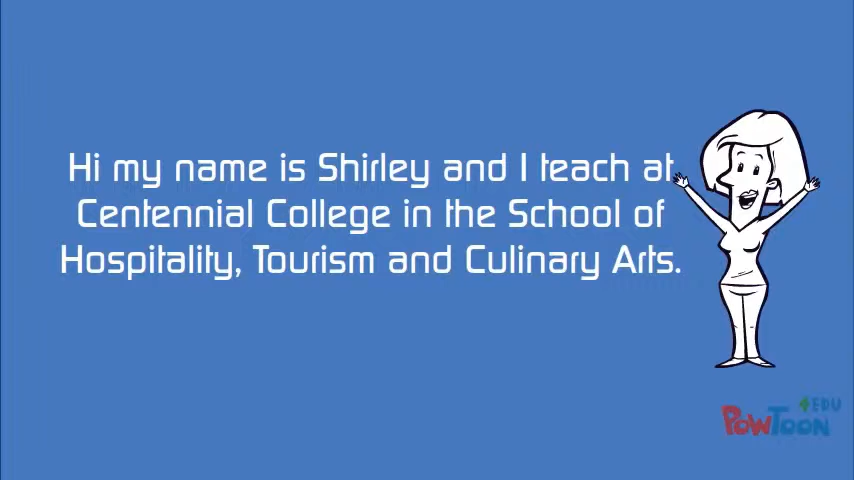 Hi my name is Shirley and I teach at
Centennial College in the School of
Hospitality, Tourism and Culinary Arts.
EDU
PowToon